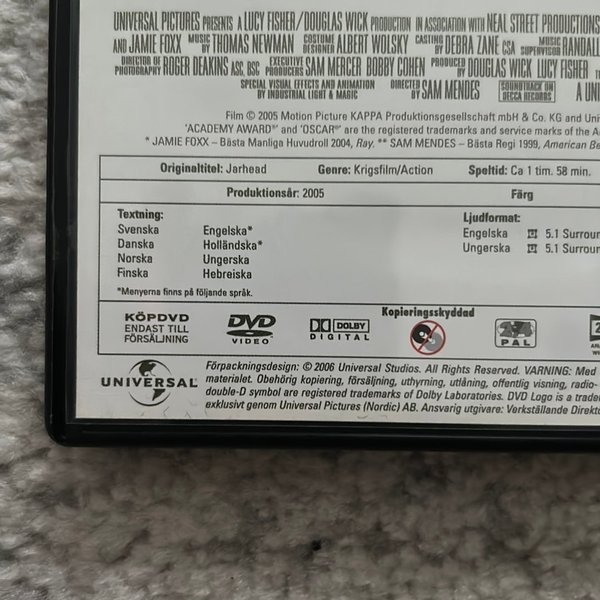 UNIVERSAL PICTURES PRESENTS A LUCY FISHER/DOUGLAS WICK PRODUCTION IN ASSOCIATION WITH NEAL STREET PRODUCTIONS
AND JAMIE FOXX MUSIC BY THOMAS NEWMAN COSTUME DESIGNER ALBERT WOLSKY CASTING BY DEBRA ZANE CSA MUSIC SUPERVISOR RANDALL
DIRECTOR OF PHOTOGRAPHY ROGER DEAKINS ASC, BSC EXECUTIVE PRODUCERS SAM MERCER BOBBY COHEN PRODUCED BY DOUGLAS WICK LUCY FISHER
SPECIAL VISUAL EFFECTS AND ANIMATION BY INDUSTRIAL LIGHT & MAGIC DIRECTED BY SAM MENDES SOUNDTRACK ON DECCA RECORDS A UNI
Film © 2005 Motion Picture KAPPA Produktionsgesellschaft mbH & Co. KG and Uni
'ACADEMY AWARD®' and 'OSCAR®' are the registered trademarks and service marks of the A
* JAMIE FOXX – Bästa Manliga Huvudroll 2004, Ray. ** SAM MENDES – Bästa Regi 1999, American Be
Originaltitel: Jarhead Genre: Krigsfilm/Action Speltid: Ca 1 tim. 58 min.
Produktionsår: 2005 Färg
Textning: Ljudformat:
Svenska Engelska* Engelska 5.1 Surroun
Danska Holländska* Ungerska 5.1 Surroun
Norska Ungerska
Finska Hebreiska
*Menyerna finns på följande språk.
Kopieringsskyddad
KÖPDVD
ENDAST TILL
FÖRSÄLJNING
DVD
VIDEO
DOLBY
DIGITAL
2-4
PAL
UNIVERSAL
Förpackningsdesign: © 2006 Universal Studios. All Rights Reserved. VARNING: Med
materialet. Obehörig kopiering, försäljning, uthyrning, utlåning, offentlig visning, radio-
double-D symbol are registered trademarks of Dolby Laboratories. DVD Logo is a trade
exklusivt genom Universal Pictures (Nordic) AB. Ansvarig utgivare: Verkställande Direkt